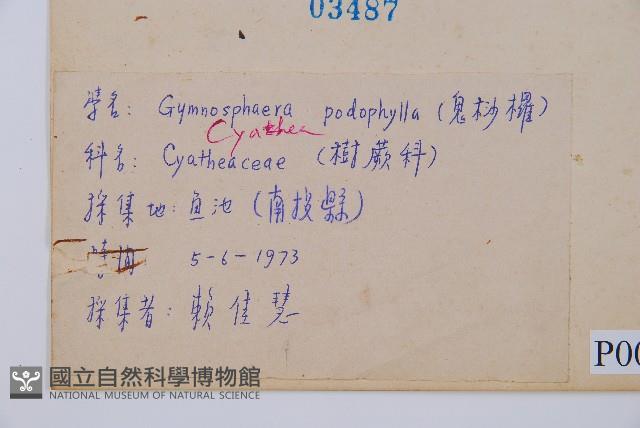 03487
學名: Gymnosphaera podophylla (鬼桫欏)
Cyathea
科名: Cyatheaceae (樹蕨科)
採集地: 魚池 (南投縣)
時間 5-6-1973
採集者: 賴佳慧
P00
國立自然科學博物館
NATIONAL MUSEUM OF NATURAL SCIENCE